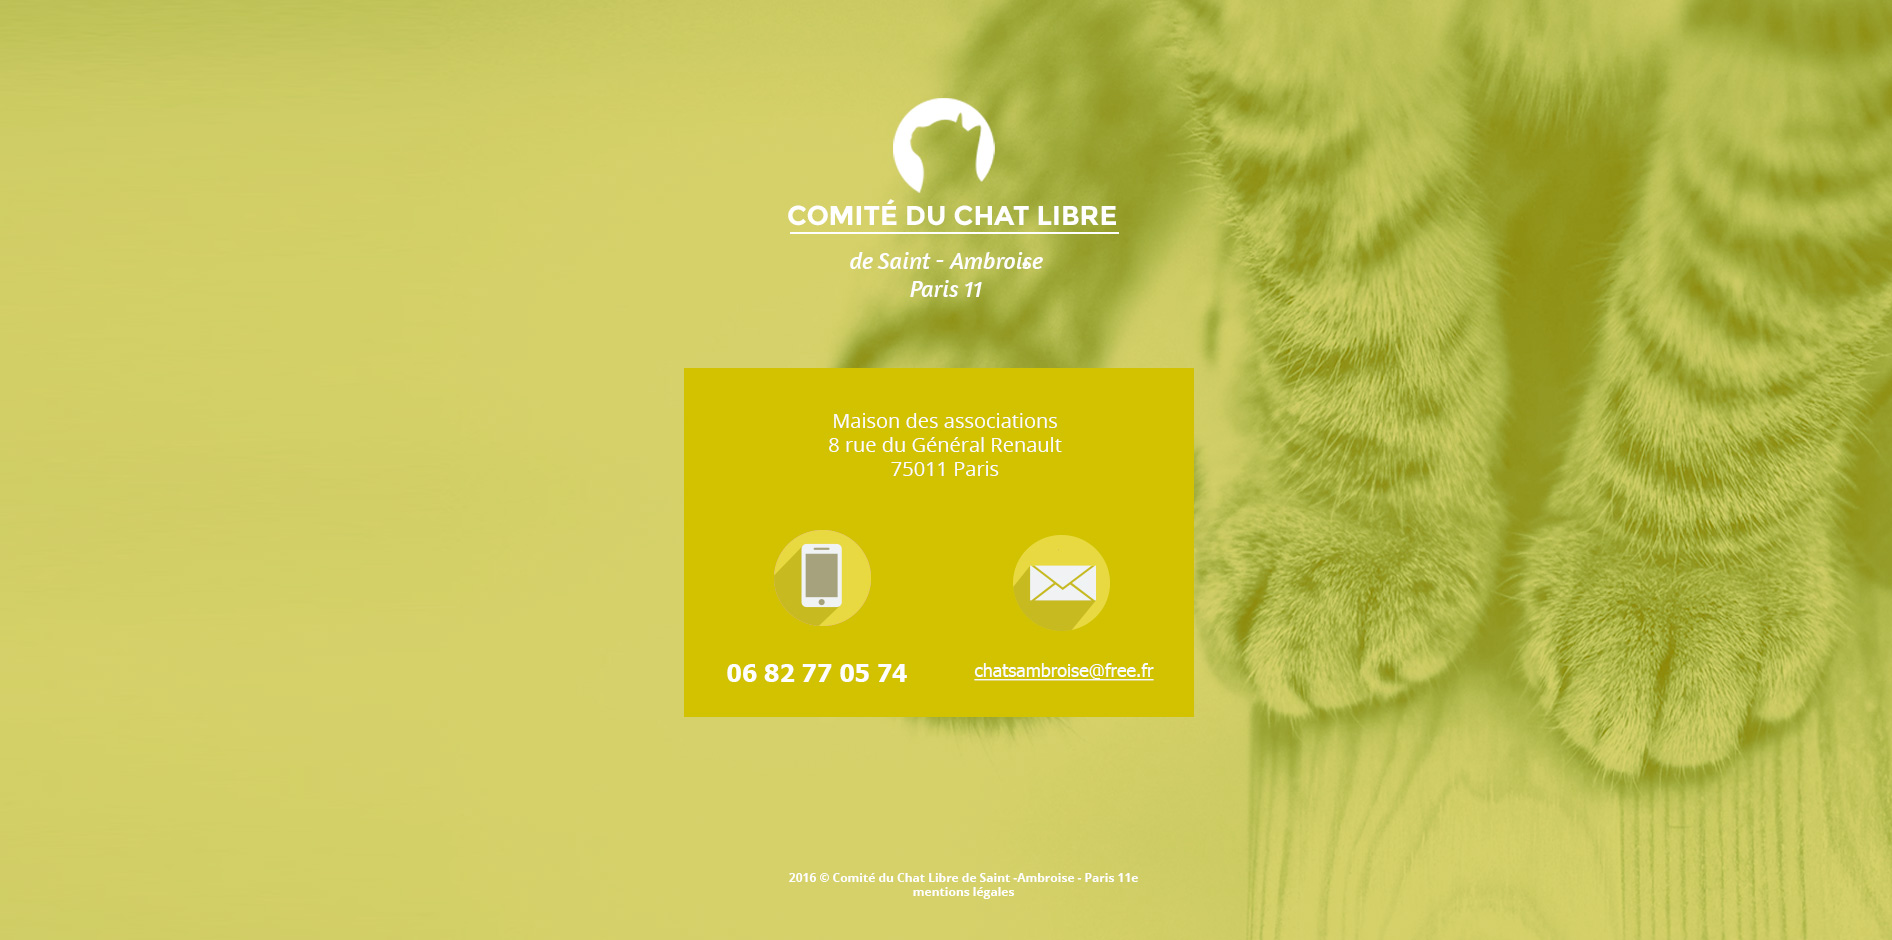 COMITÉ DU CHAT LIBRE
de Saint - Ambroise
Paris 11
Maison des associations
8 rue du Général Renault
75011 Paris
06 82 77 05 74
chatsambroise@free.fr
2016 © Comité du Chat Libre de Saint -Ambroise - Paris 11e
mentions légales